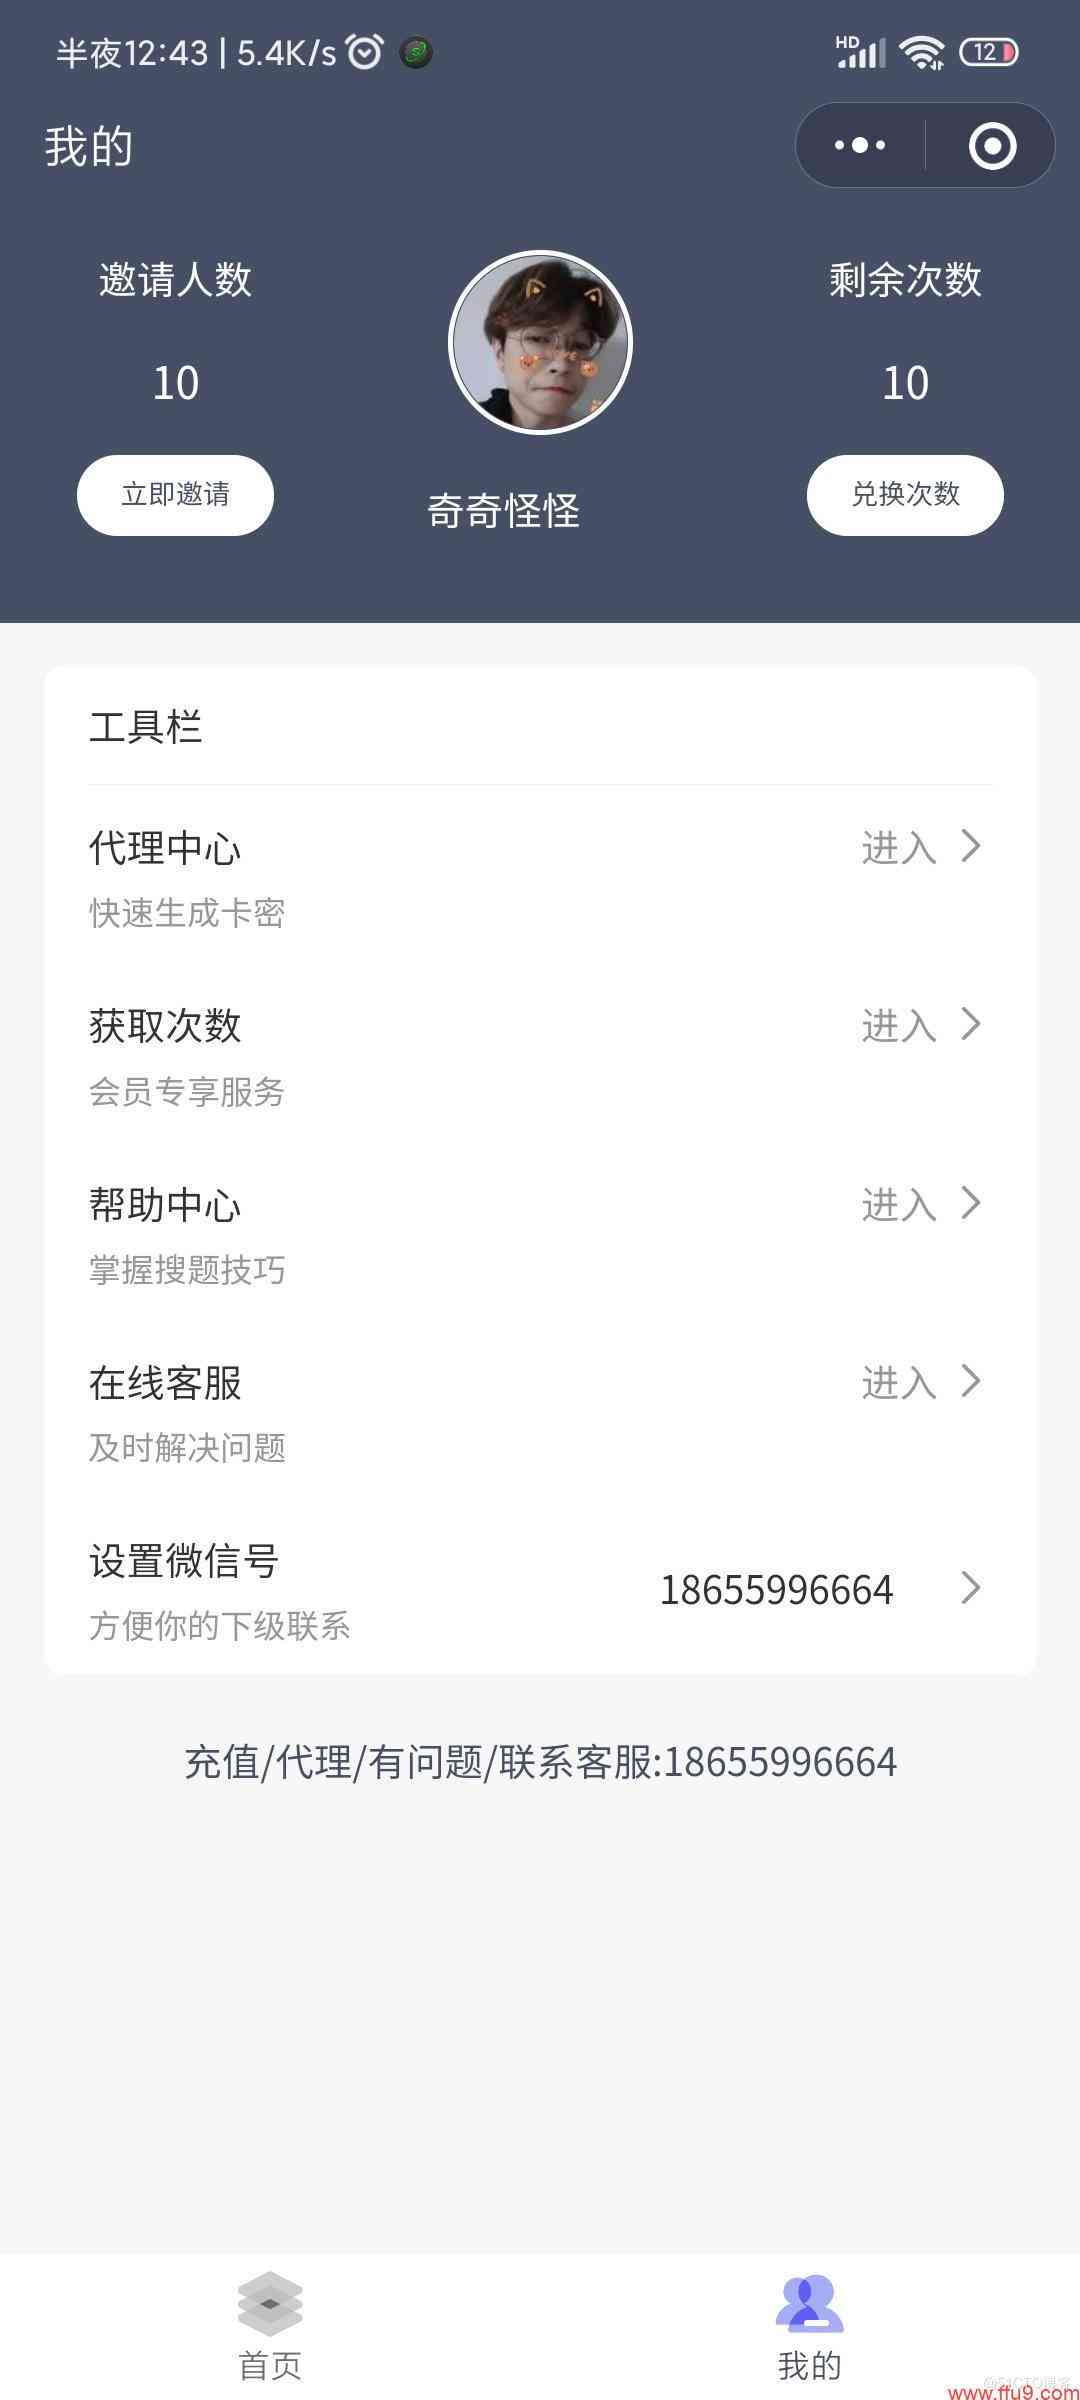 半夜12:43 | 5.4K/s
HD
12
我的
邀请人数
剩余次数
10
10
立即邀请
奇奇怪怪
兑换次数
工具栏
代理中心
进入
快速生成卡密
获取次数
进入
会员专享服务
帮助中心
进入
掌握搜题技巧
在线客服
进入
及时解决问题
设置微信号
18655996664
方便你的下级联系
充值/代理/有问题/联系客服:18655996664
首页
我的
@51CTO博客
www.ffu9.com